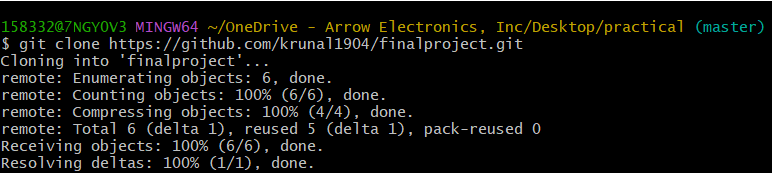 158332@7NGYOV3 MINGW64 ~/OneDrive - Arrow Electronics, Inc/Desktop/practical (master)
$ git clone https://github.com/krunal1904/finalproject.git
Cloning into 'finalproject'...
remote: Enumerating objects: 6, done.
remote: Counting objects: 100% (6/6), done.
remote: Compressing objects: 100% (4/4), done.
remote: Total 6 (delta 1), reused 5 (delta 1), pack-reused 0
Receiving objects: 100% (6/6), done.
Resolving deltas: 100% (1/1), done.